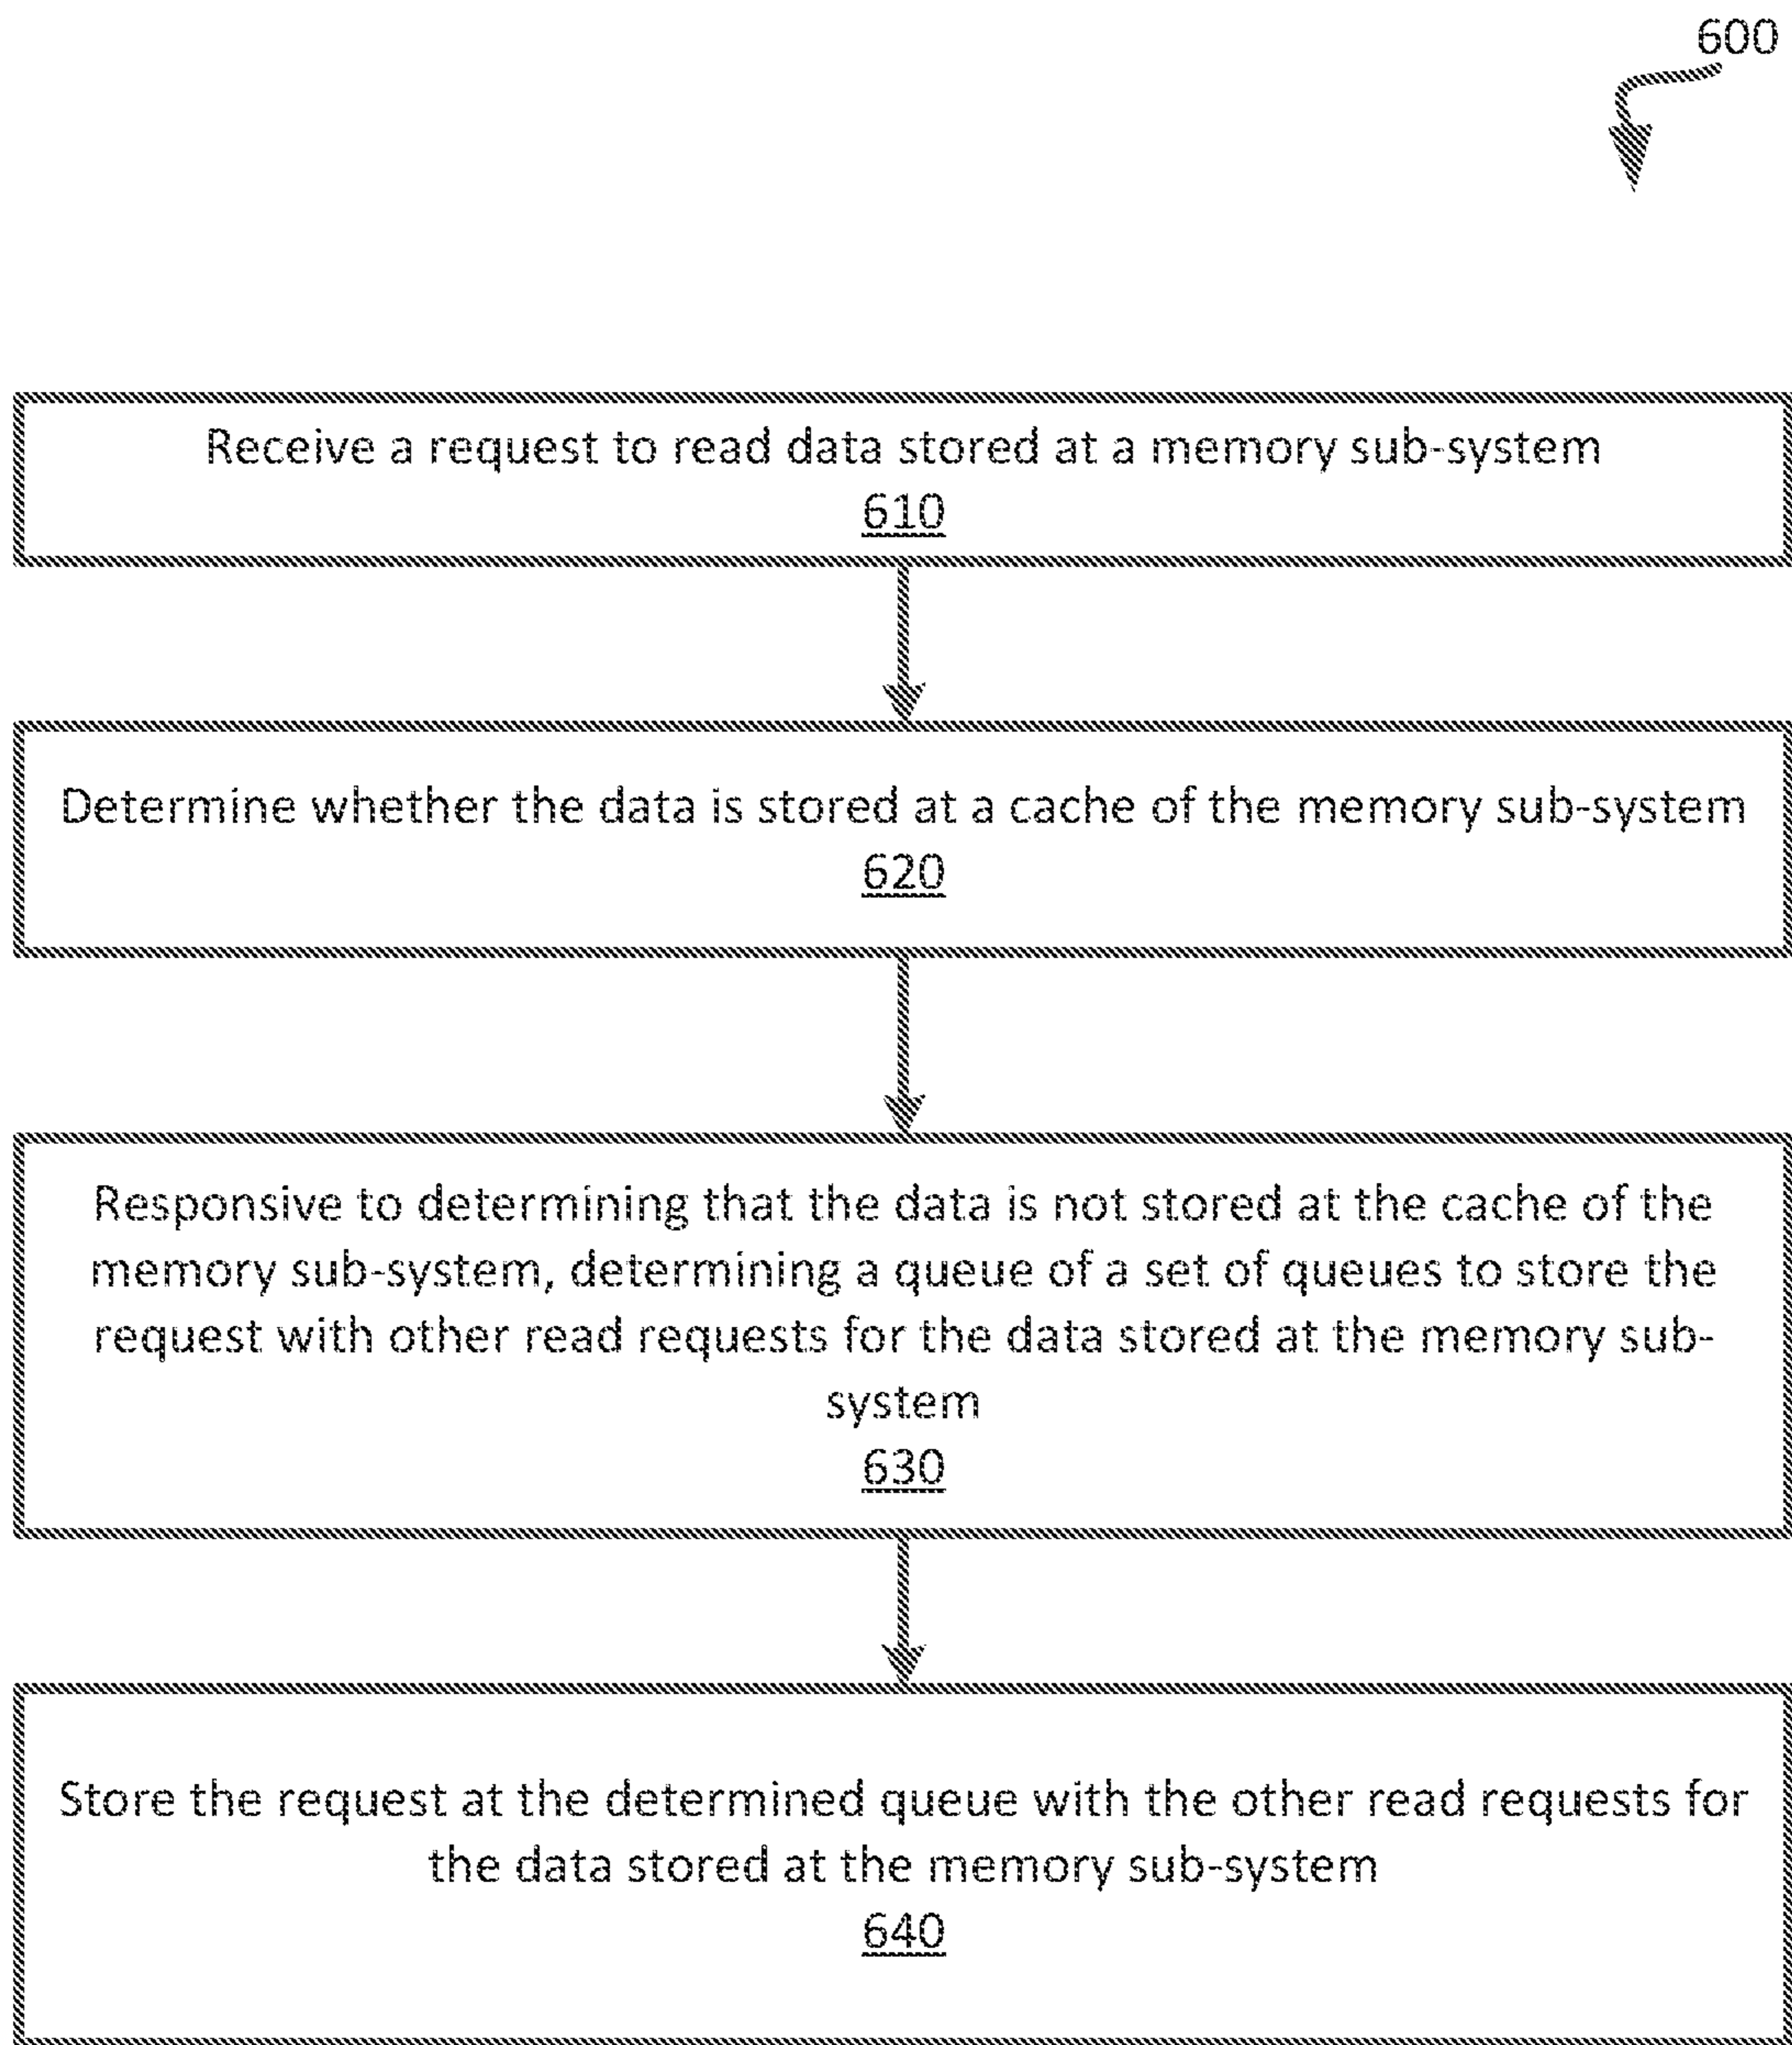 600
Receive a request to read data stored at a memory sub-system
610
Determine whether the data is stored at a cache of the memory sub-system
620
Responsive to determining that the data is not stored at the cache of the
memory sub-system, determining a queue of a set of queues to store the
request with other read requests for the data stored at the memory sub-
system
630
Store the request at the determined queue with the other read requests for
the data stored at the memory sub-system
640